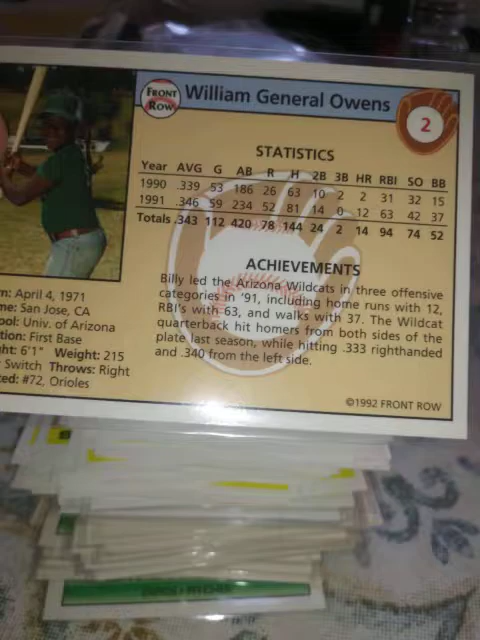 FRONT
ROW
William General Owens
2
STATISTICS
Year AVG G AB R H 2B 3B HR RBI SO BB
1990 .339 53 186 26 63 10 2 2 31 32 15
1991 .346 59 234 52 81 14 0 12 63 42 37
Totals .343 112 420 78 144 24 2 14 94 74 52
ACHIEVEMENTS
Billy led the Arizona Wildcats in three offensive
categories in '91, including home runs with 12,
RBI's with 63, and walks with 37. The Wildcat
quarterback hit homers from both sides of the
plate last season, while hitting .333 righthanded
and .340 from the left side.
n: April 4, 1971
me: San Jose, CA
ool: Univ. of Arizona
tion: First Base
ht: 6'1" Weight: 215
Switch Throws: Right
ted: #72, Orioles
©1992 FRONT ROW